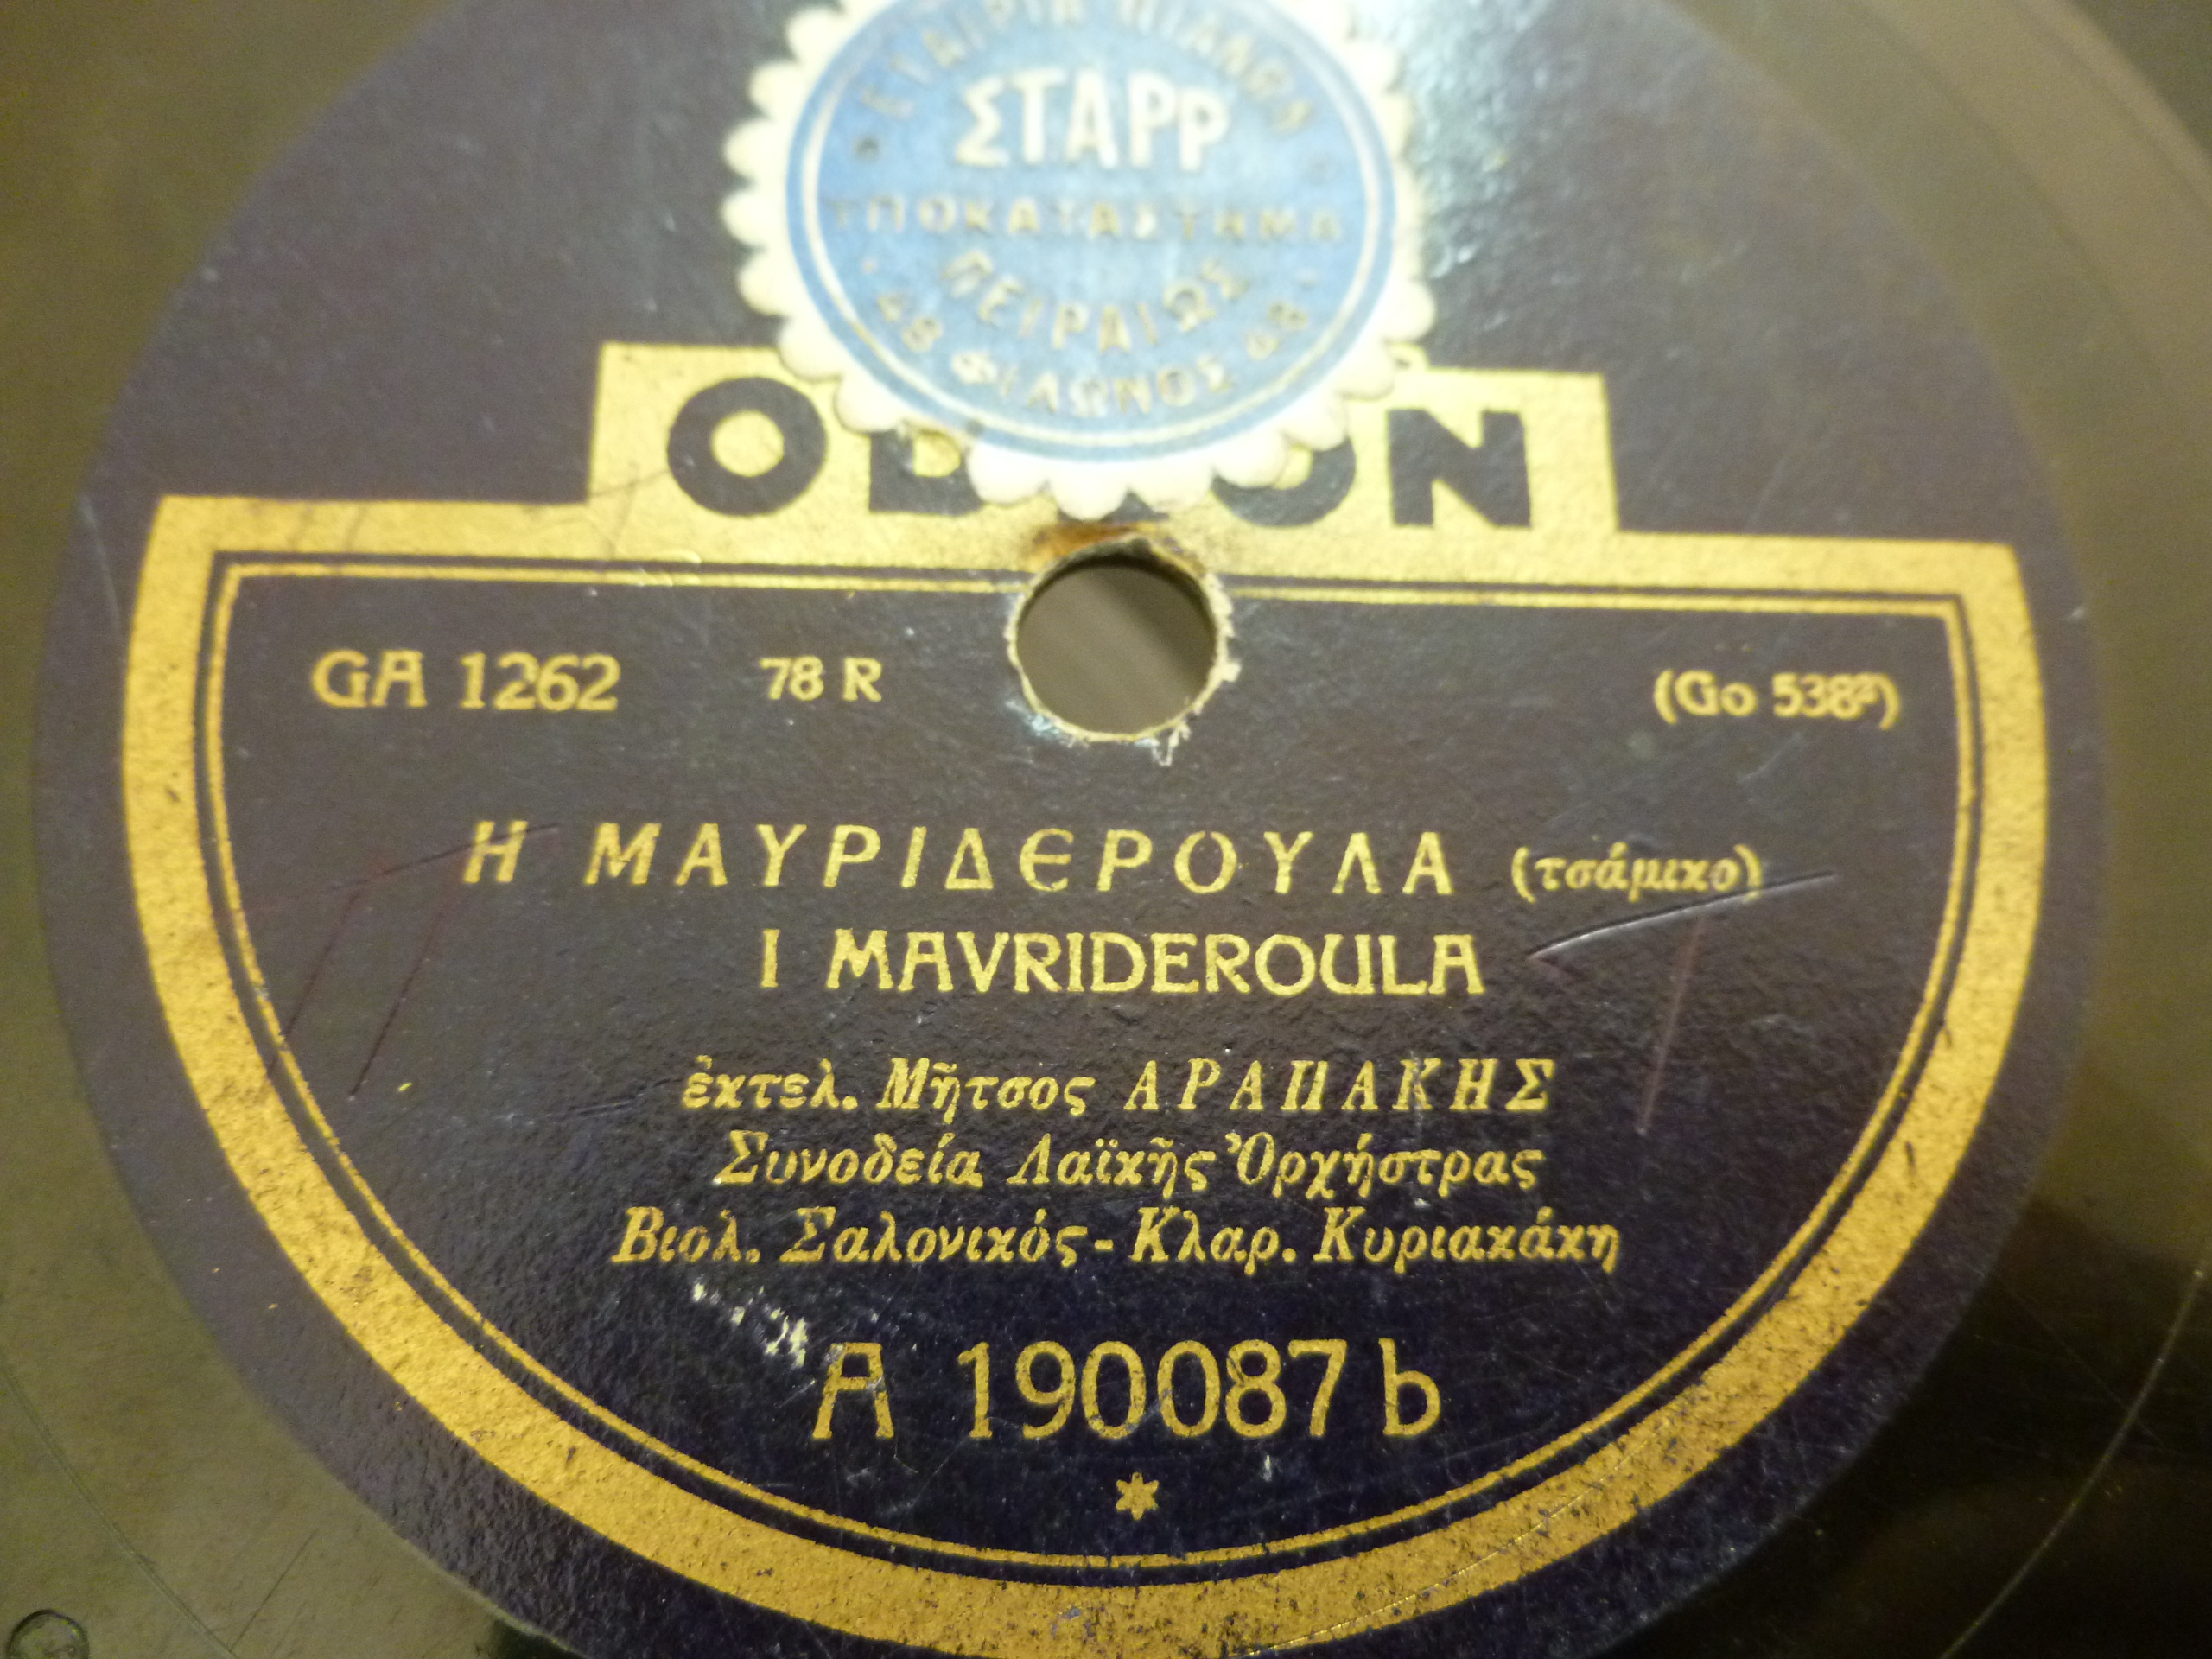 ΕΤΑΙΡΙΑ ΠΙΑΝΩΝ
ΣΤΑΡΡ
ΥΠΟΚΑΤΑΣΤΗΜΑ
ΠΕΙΡΑΙΩΣ
48 ΦΙΛΩΝΟΣ 48
ODEON
GA 1262 78 R (Go 538²)
Η ΜΑΥΡΙΔΕΡΟΥΛΑ (τσάμικο)
I MAVRIDEROULA
ἐκτελ. Μῆτσος ΑΡΑΠΑΚΗΣ
Συνοδεία Λαϊκῆς Ὀρχήστρας
Βιολ. Σαλονικός - Κλαρ. Κυριακάκη
A 190087 b